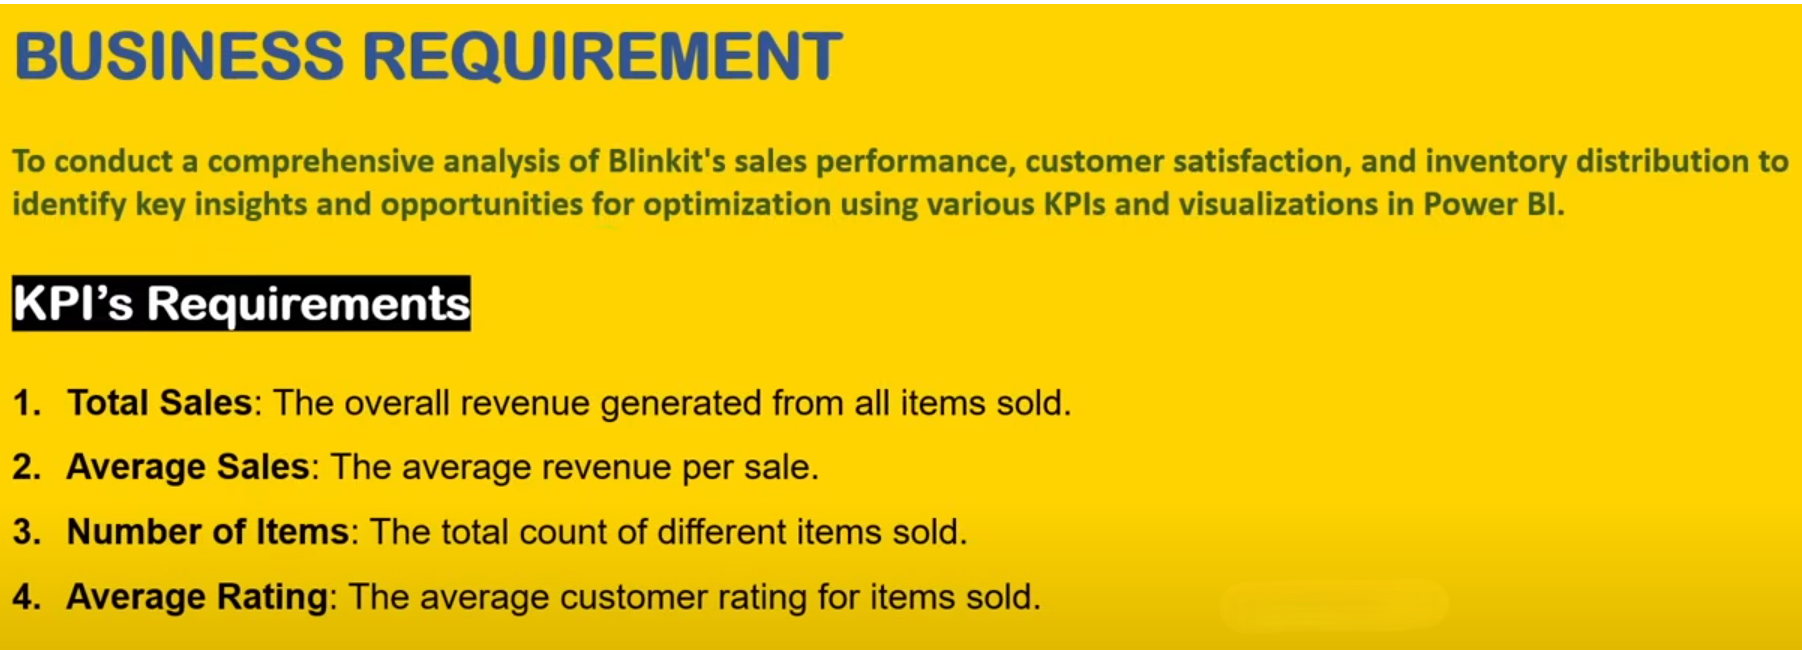 BUSINESS REQUIREMENT
To conduct a comprehensive analysis of Blinkit's sales performance, customer satisfaction, and inventory distribution to
identify key insights and opportunities for optimization using various KPIs and visualizations in Power BI.
KPI’s Requirements
1. Total Sales: The overall revenue generated from all items sold.
2. Average Sales: The average revenue per sale.
3. Number of Items: The total count of different items sold.
4. Average Rating: The average customer rating for items sold.